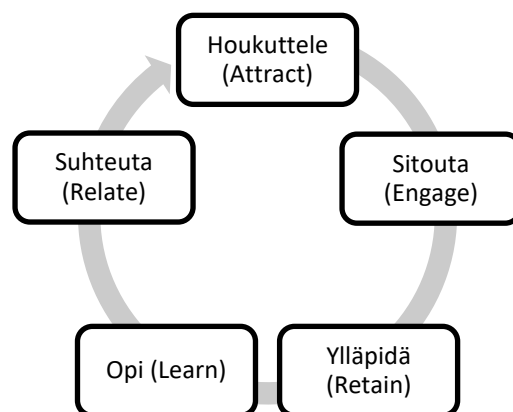 Houkuttele
(Attract)
Sitouta
(Engage)
Ylläpidä
(Retain)
Opi (Learn)
Suhteuta
(Relate)